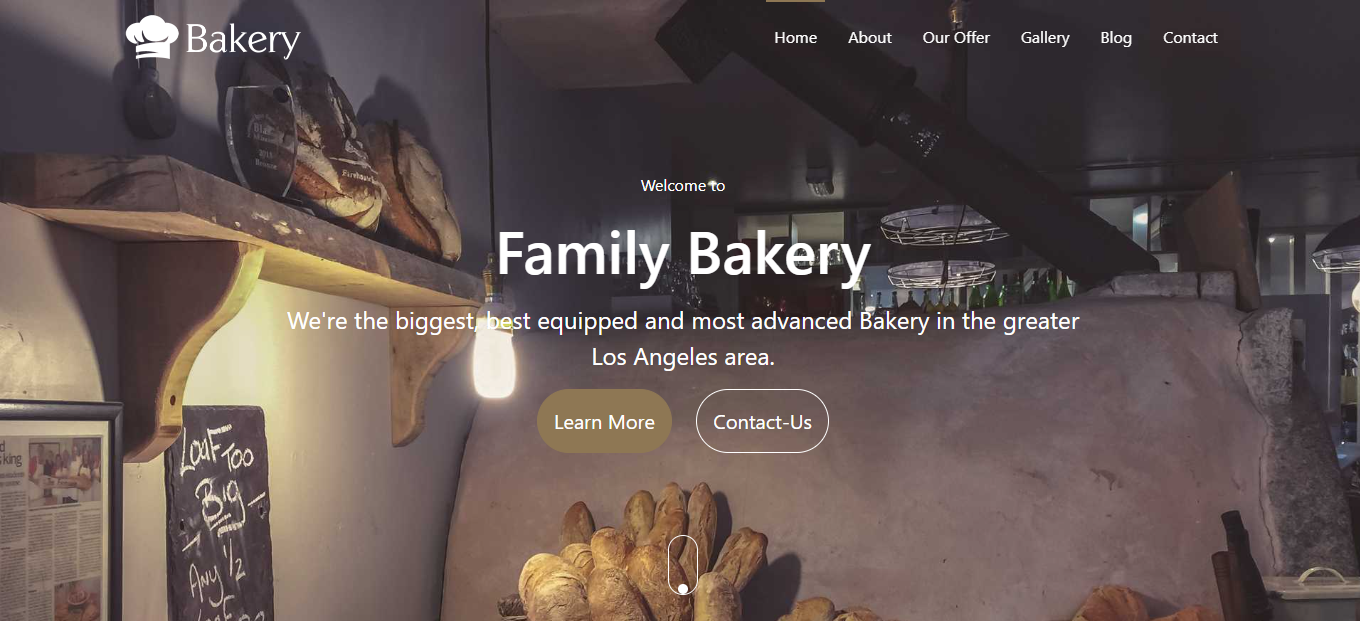 Bakery
Home About Our Offer Gallery Blog Contact
Welcome to
Family Bakery
We're the biggest, best equipped and most advanced Bakery in the greater
Los Angeles area.
Learn More Contact-Us
LOAF TOO
BIG
ANY 1/2
LOAF
king